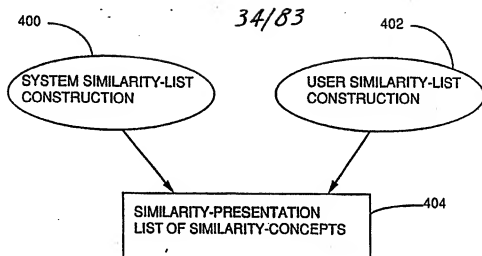 34/83
400
402
SYSTEM SIMILARITY-LIST
CONSTRUCTION
USER SIMILARITY-LIST
CONSTRUCTION
SIMILARITY-PRESENTATION
LIST OF SIMILARITY-CONCEPTS
404